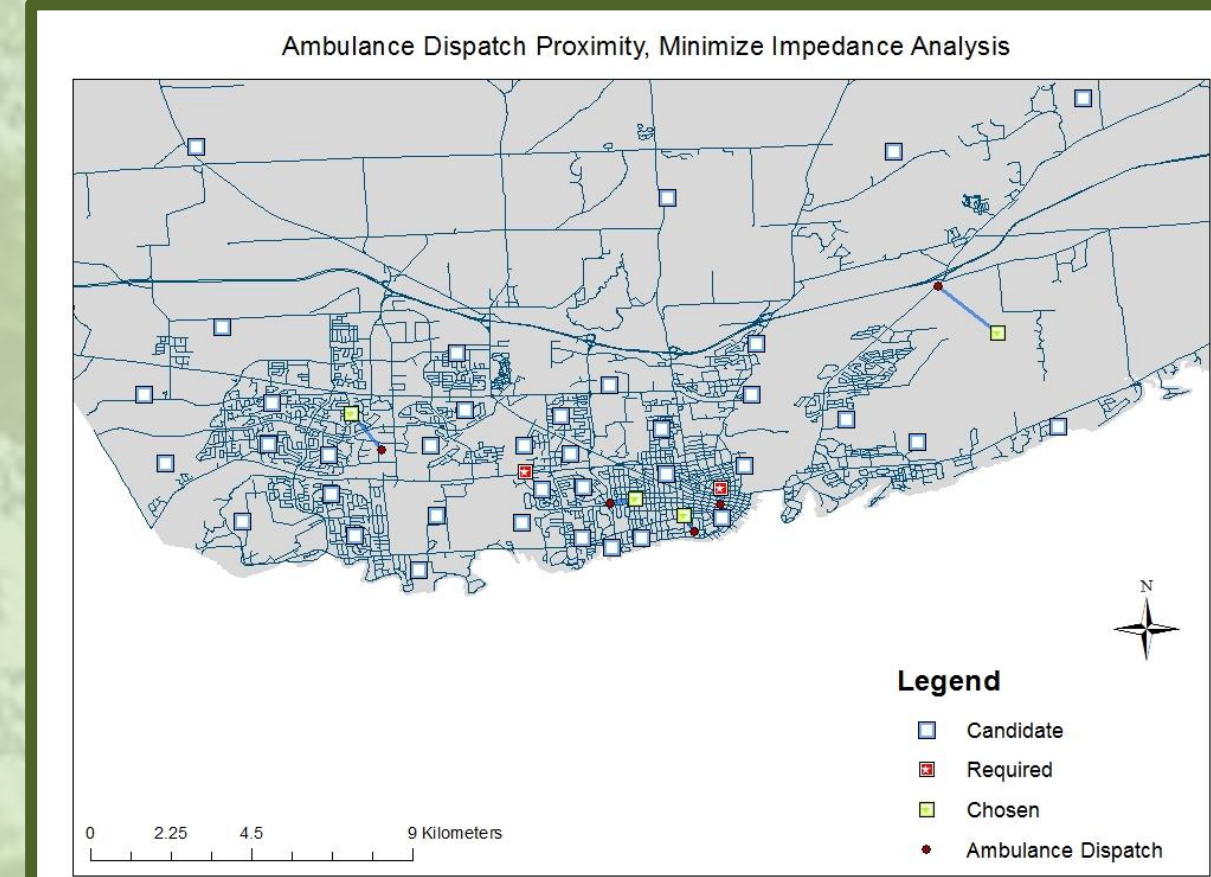 Ambulance Dispatch Proximity, Minimize Impedance Analysis
N
Legend
Candidate
Required
Chosen
Ambulance Dispatch
0 2.25 4.5 9 Kilometers